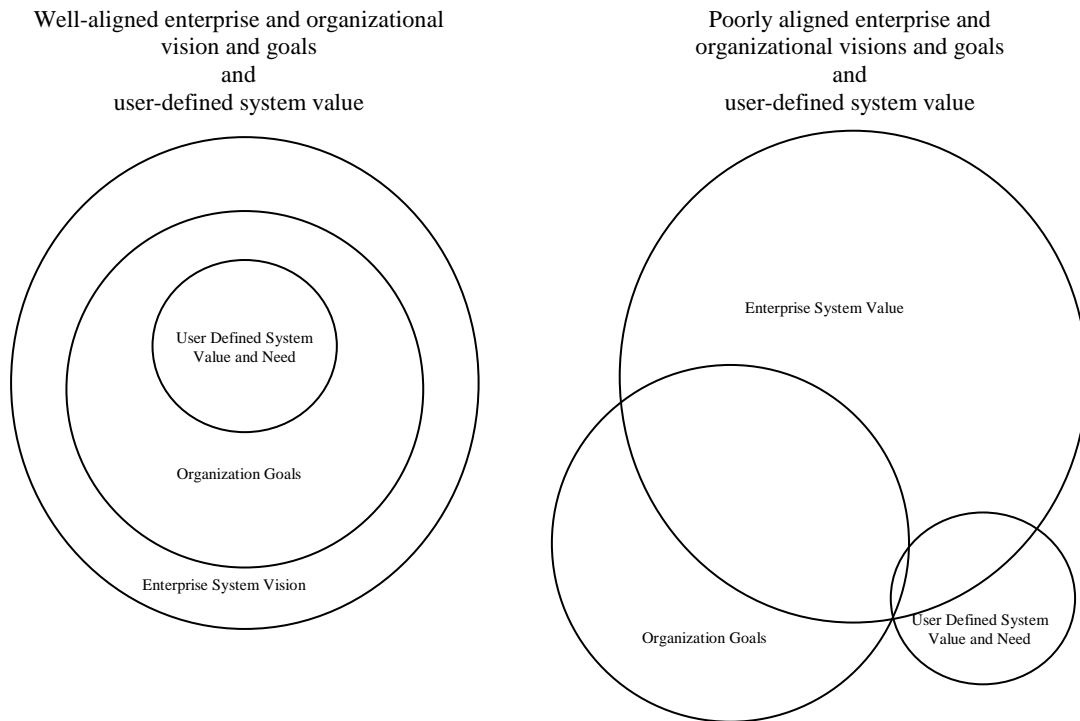 Well-aligned enterprise and organizational
vision and goals
and
user-defined system value
Poorly aligned enterprise and
organizational visions and goals
and
user-defined system value
User Defined System
Value and Need
Organization Goals
Enterprise System Vision
Enterprise System Value
Organization Goals
User Defined System
Value and Need